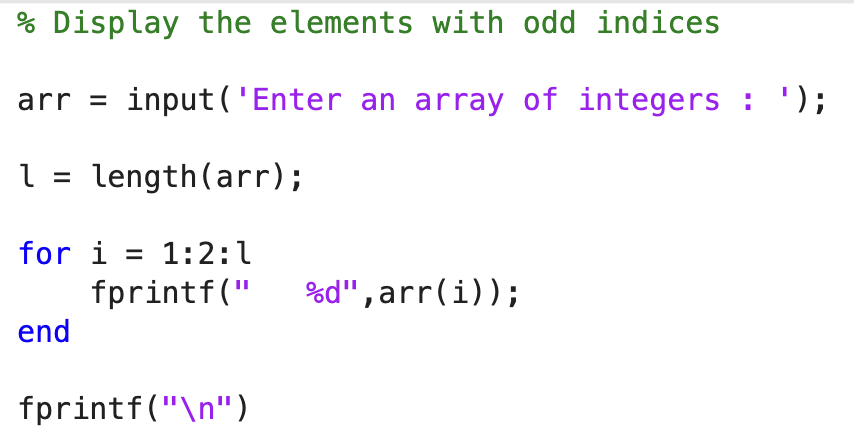 % Display the elements with odd indices
arr = input('Enter an array of integers : ');
l = length(arr);
for i = 1:2:l
    fprintf("   %d",arr(i));
end
fprintf("\n")